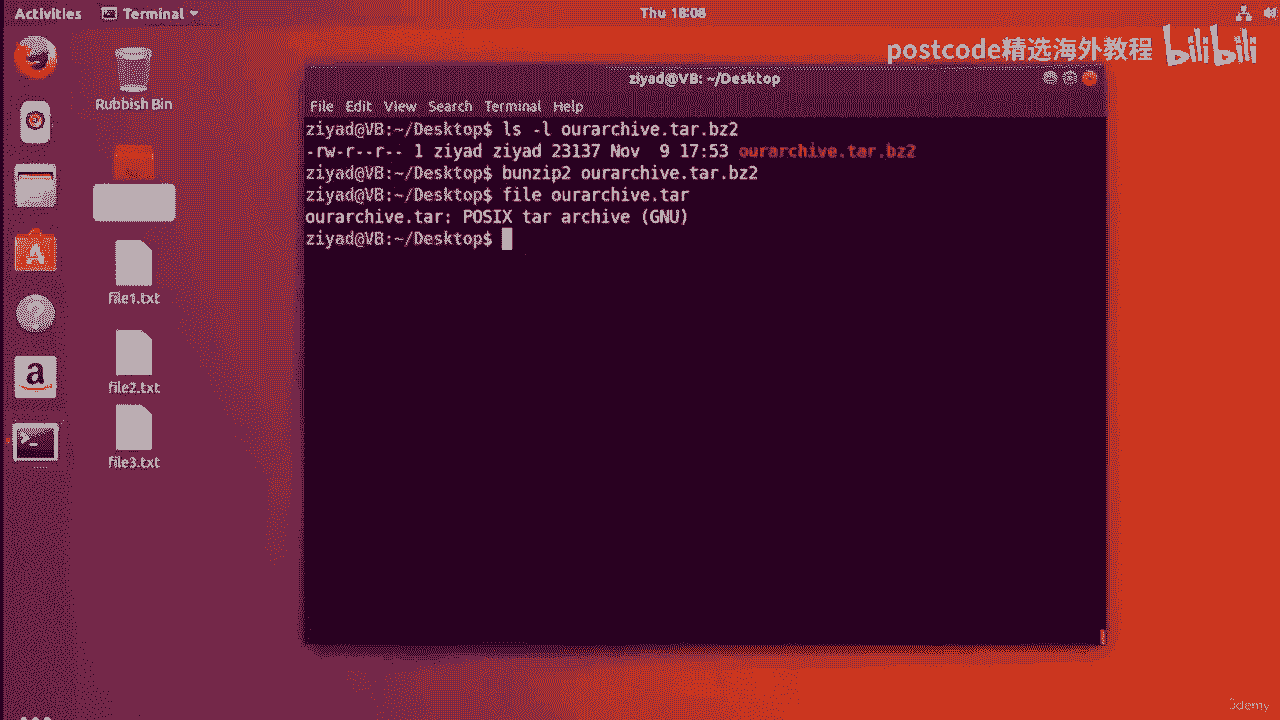 Activities Terminal Thu 18:08
postcode精选海外教程 bilibili
ziyad@VB: ~/Desktop
File Edit View Search Terminal Help
ziyad@VB:~/Desktop$ ls -l ourarchive.tar.bz2
-rw-r--r-- 1 ziyad ziyad 23137 Nov  9 17:53 ourarchive.tar.bz2
ziyad@VB:~/Desktop$ bunzip2 ourarchive.tar.bz2
ziyad@VB:~/Desktop$ file ourarchive.tar
ourarchive.tar: POSIX tar archive (GNU)
ziyad@VB:~/Desktop$
Rubbish Bin
file1.txt
file2.txt
file3.txt
a
Udemy